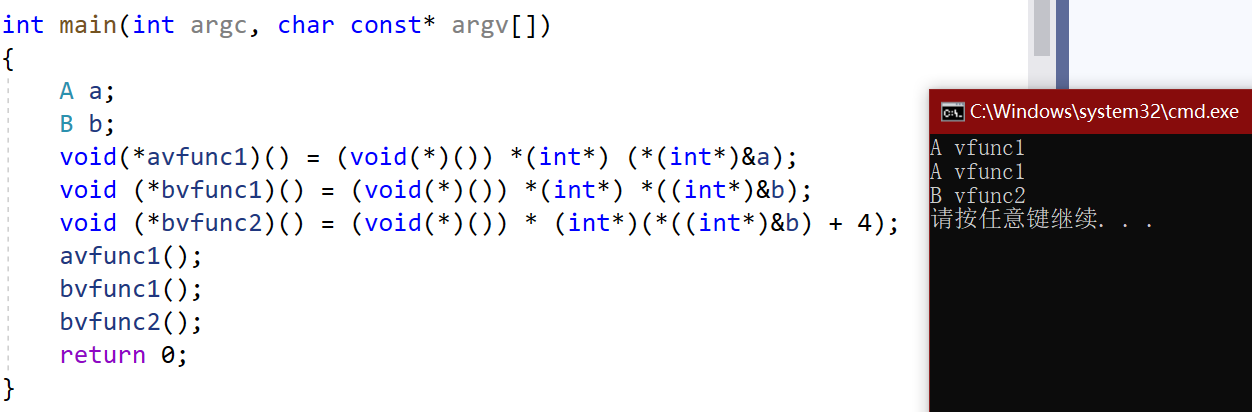 int main(int argc, char const* argv[])
{
    A a;
    B b;
    void(*avfunc1)() = (void(*)()) *(int*) (*(int*)&a);
    void (*bvfunc1)() = (void(*)()) *(int*) *((int*)&b);
    void (*bvfunc2)() = (void(*)()) * (int*)(*((int*)&b) + 4);
    avfunc1();
    bvfunc1();
    bvfunc2();
    return 0;
}
C:\Windows\system32\cmd.exe
A vfunc1
A vfunc1
B vfunc2
请按任意键继续. . .